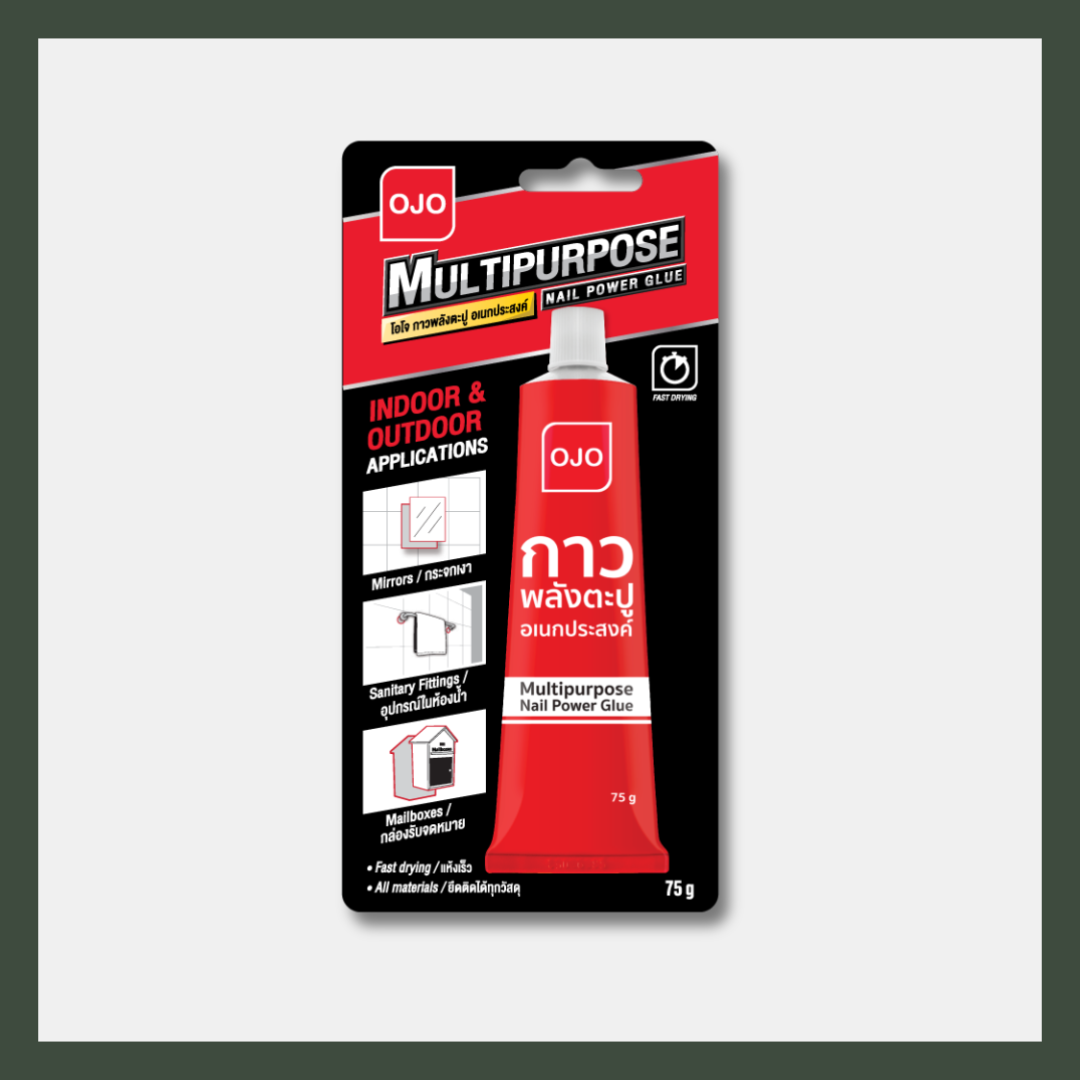 OJO
MULTIPURPOSE
NAIL POWER GLUE
โอโจ กาวพลังตะปู อเนกประสงค์
FAST DRYING
INDOOR &
OUTDOOR
APPLICATIONS
Mirrors / กระจกเงา
Sanitary Fittings /
อุปกรณ์ในห้องน้ำ
Mailboxes /
กล่องรับจดหมาย
• Fast drying / แห้งเร็ว
• All materials / ยึดติดได้ทุกวัสดุ
OJO
กาว
พลังตะปู
อเนกประสงค์
Multipurpose
Nail Power Glue
75 g
75 g